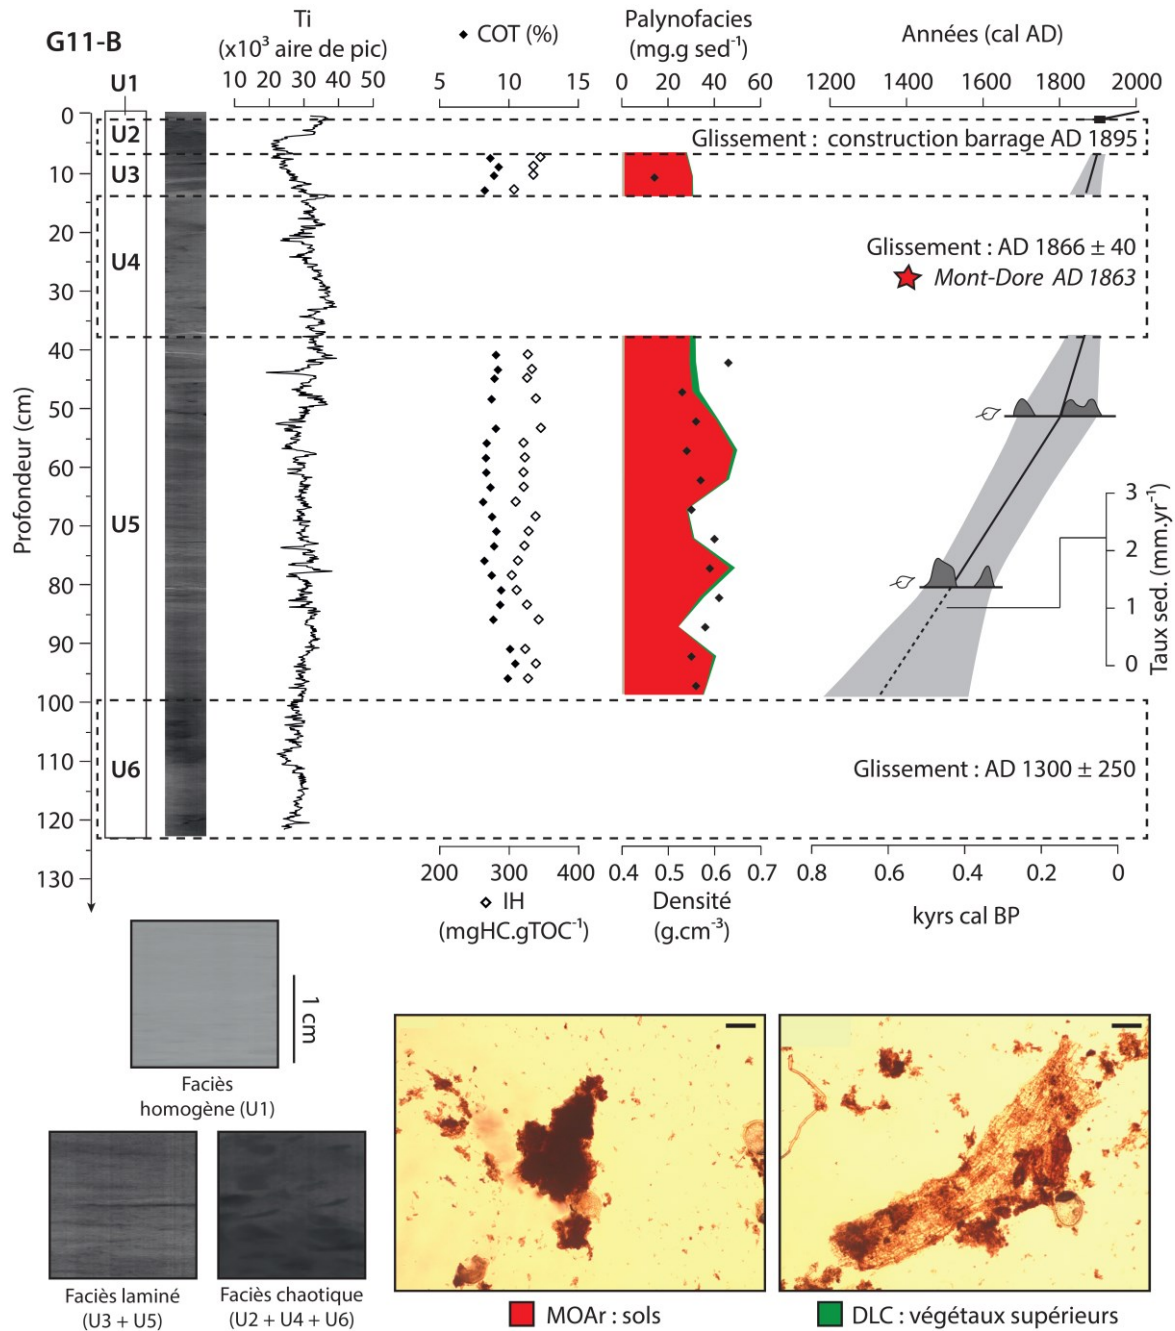 G11-B
Ti
(x10³ aire de pic)
10 20 30 40 50
◆ COT (%)
5 10 15
Palynofacies
(mg.g sed⁻¹)
0 20 40 60
Années (cal AD)
1200 1400 1600 1800 2000
U1
U2
U3
U4
U5
U6
Profondeur (cm)
0
10
20
30
40
50
60
70
80
90
100
110
120
130
Glissement : construction barrage AD 1895
Glissement : AD 1866 ± 40
Mont-Dore AD 1863
3
2
1
0
Taux sed. (mm.yr⁻¹)
Glissement : AD 1300 ± 250
200 300 400
◇ IH
(mgHC.gTOC⁻¹)
0.4 0.5 0.6 0.7
Densité
(g.cm⁻³)
0.8 0.6 0.4 0.2 0
kyrs cal BP
1 cm
Faciès
homogène (U1)
Faciès laminé
(U3 + U5)
Faciès chaotique
(U2 + U4 + U6)
MOAr : sols
DLC : végétaux supérieurs